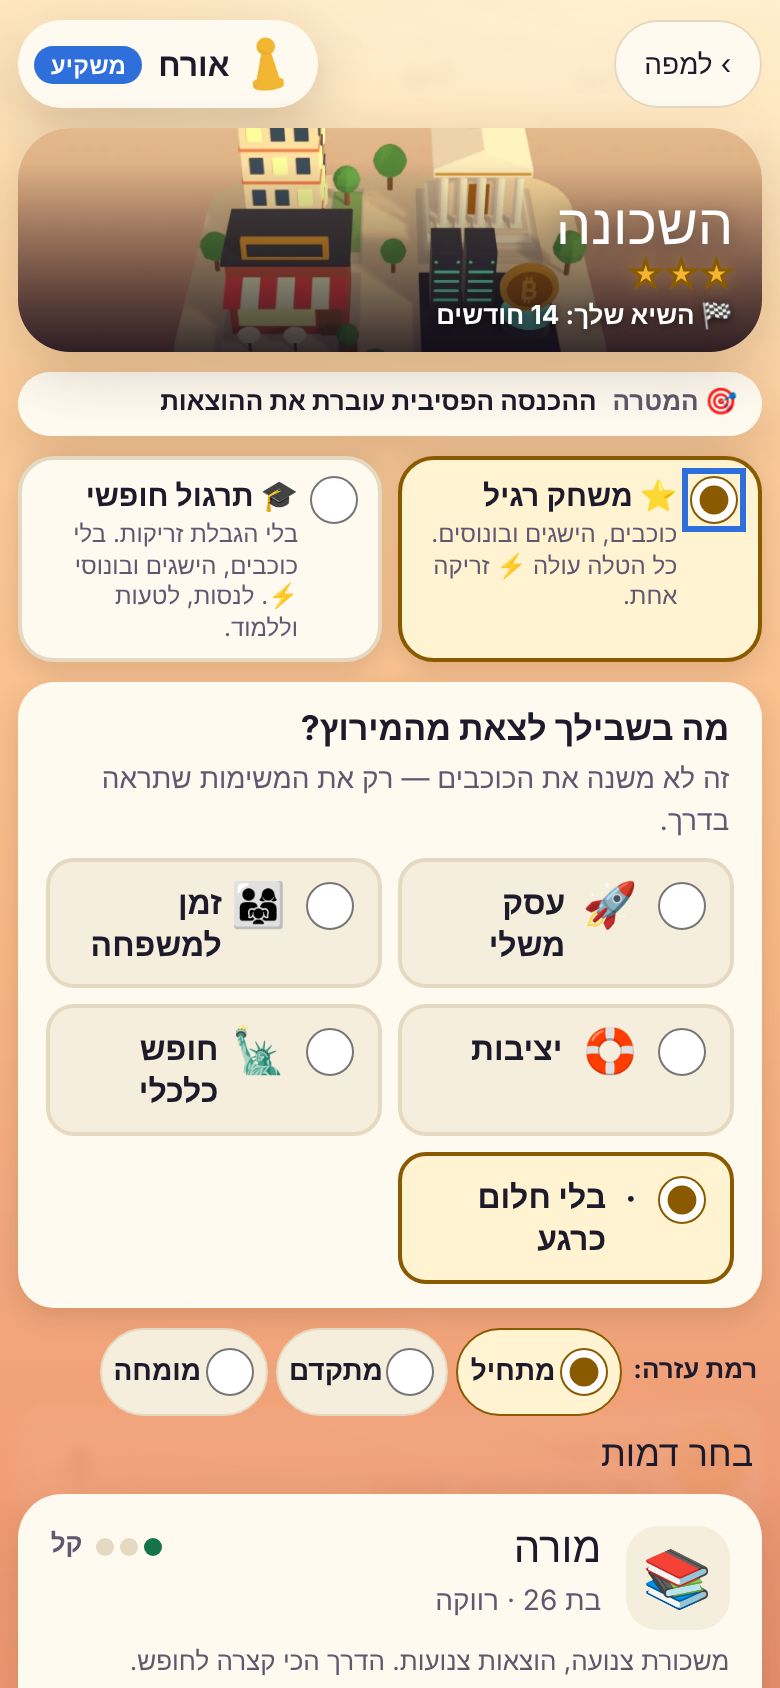 › למפה
אורח משקיע
השכונה
השיא שלך: 14 חודשים
המטרה ההכנסה הפסיבית עוברת את ההוצאות
משחק רגיל
כוכבים, הישגים ובונוסים.
כל הטלה עולה ⚡ זריקה
אחת.
תרגול חופשי
בלי הגבלת זריקות. בלי
כוכבים, הישגים ובונוסי
⚡. לנסות, לטעות
וללמוד.
מה בשבילך לצאת מהמירוץ?
זה לא משנה את הכוכבים — רק את המשימות שתראה
בדרך.
עסק
משלי
זמן
למשפחה
יציבות
חופש
כלכלי
· בלי חלום
כרגע
רמת עזרה: מתחיל מתקדם מומחה
בחר דמות
מורה
בת 26 · רווקה
קל
משכורת צנועה, הוצאות צנועות. הדרך הכי קצרה לחופש.